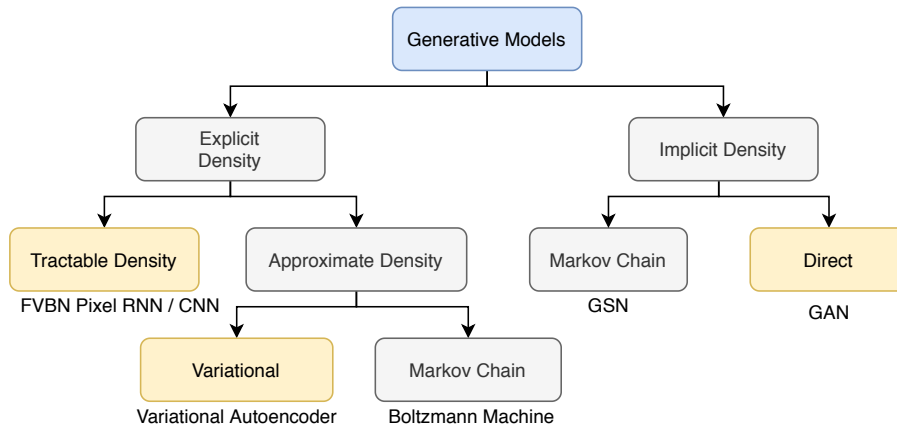 Generative Models
Explicit
Density
Implicit Density
Tractable Density
Approximate Density
Markov Chain
Direct
FVBN Pixel RNN / CNN
GSN
GAN
Variational
Markov Chain
Variational Autoencoder
Boltzmann Machine